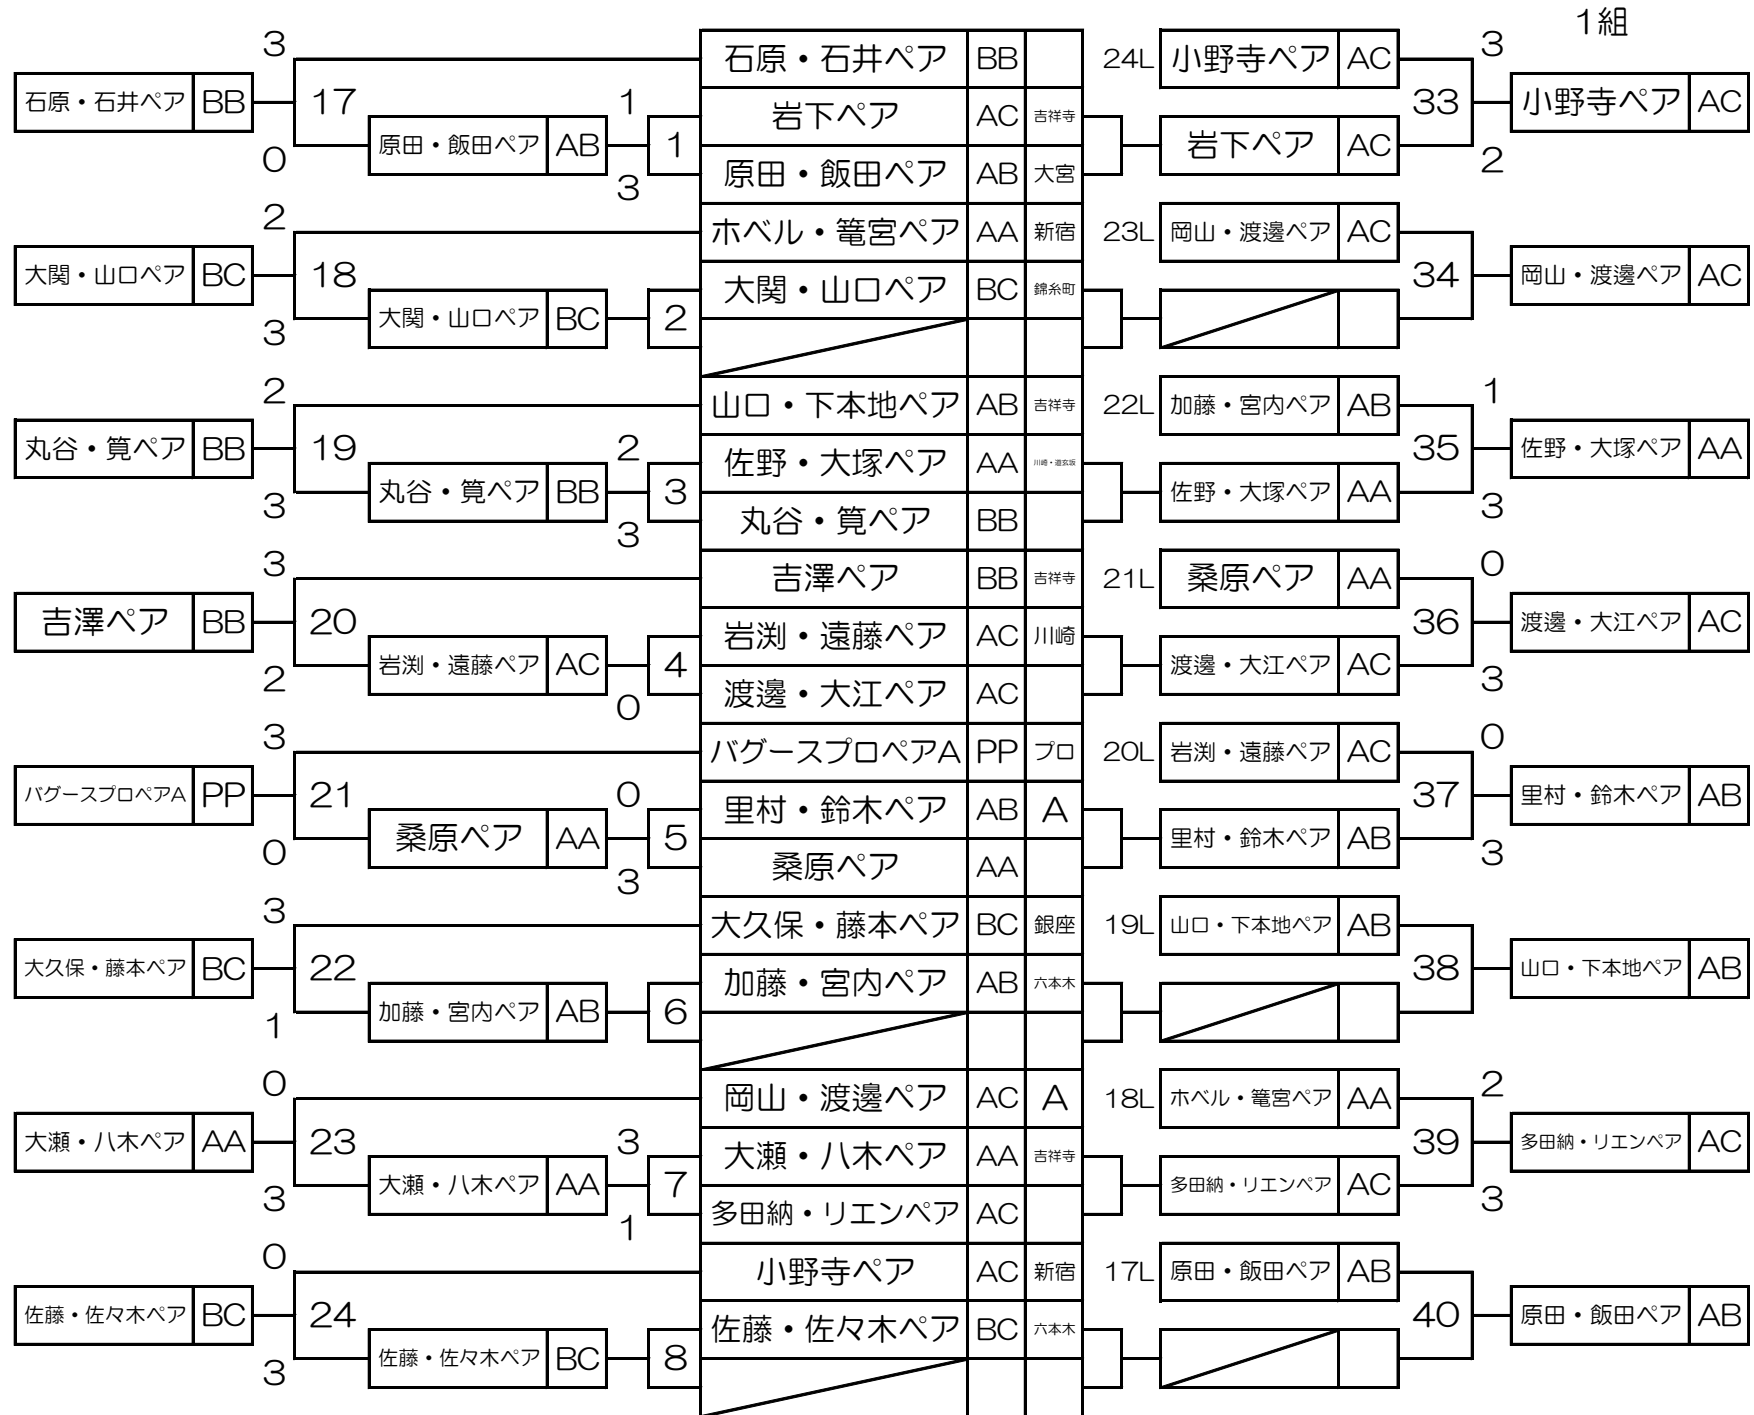 1組
3
石原・石井ペア BB
24L 小野寺ペア AC
3
石原・石井ペア BB
17
1
岩下ペア AC 吉祥寺
33
小野寺ペア AC
0
原田・飯田ペア AB
1
岩下ペア AC
3
原田・飯田ペア AB 大宮
2
2
ホベル・篭宮ペア AA 新宿
23L 岡山・渡邊ペア AC
大関・山口ペア BC
18
大関・山口ペア BC 錦糸町
34
岡山・渡邊ペア AC
3
大関・山口ペア BC
2
2
山口・下本地ペア AB 吉祥寺
22L 加藤・宮内ペア AB
1
丸谷・筧ペア BB
19
2
佐野・大塚ペア AA 川崎・道玄坂
35
佐野・大塚ペア AA
3
丸谷・筧ペア BB
3
佐野・大塚ペア AA
3
丸谷・筧ペア BB
3
3
吉澤ペア BB 吉祥寺
21L 桑原ペア AA
0
吉澤ペア BB
20
岩渕・遠藤ペア AC 川崎
36
渡邊・大江ペア AC
2
岩渕・遠藤ペア AC
4
渡邊・大江ペア AC
0
渡邊・大江ペア AC
3
3
バグースプロペアA PP プロ
20L 岩渕・遠藤ペア AC
0
バグースプロペアA PP
21
0
里村・鈴木ペア AB A
37
里村・鈴木ペア AB
0
桑原ペア AA
5
里村・鈴木ペア AB
3
桑原ペア AA
3
3
大久保・藤本ペア BC 銀座
19L 山口・下本地ペア AB
大久保・藤本ペア BC
22
加藤・宮内ペア AB 六本木
38
山口・下本地ペア AB
1
加藤・宮内ペア AB
6
0
岡山・渡邊ペア AC A
18L ホベル・篭宮ペア AA
2
大瀬・八木ペア AA
23
3
大瀬・八木ペア AA 吉祥寺
39
多田納・リエンペア AC
3
大瀬・八木ペア AA
7
多田納・リエンペア AC
1
多田納・リエンペア AC
3
0
小野寺ペア AC 新宿
17L 原田・飯田ペア AB
佐藤・佐々木ペア BC
24
佐藤・佐々木ペア BC 六本木
40
原田・飯田ペア AB
3
佐藤・佐々木ペア BC
8